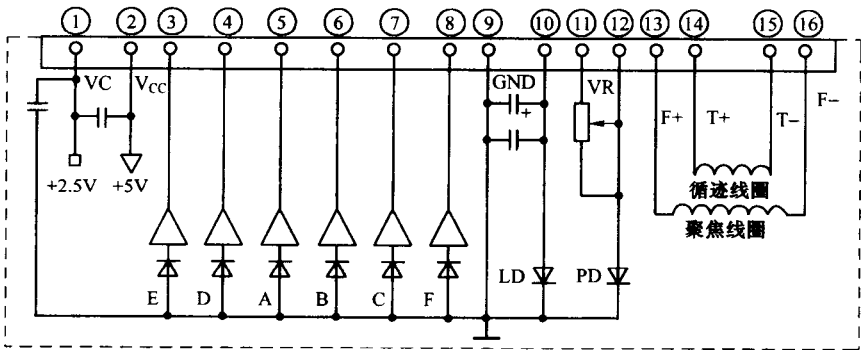 ① ② ③ ④ ⑤ ⑥ ⑦ ⑧ ⑨ ⑩ ⑪ ⑫ ⑬ ⑭ ⑮ ⑯
VC VCC GND VR F+ T+ T− F−
+
+2.5V +5V
循迹线圈
聚焦线圈
E D A B C F LD PD